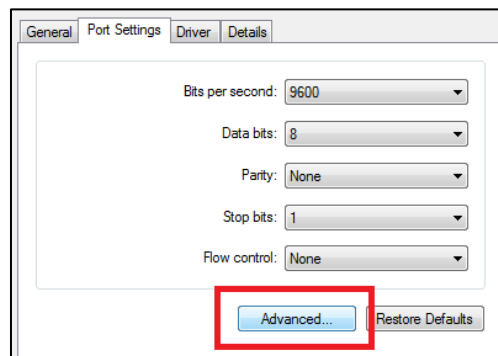 General Port Settings Driver Details
Bits per second: 9600
Data bits: 8
Parity: None
Stop bits: 1
Flow control: None
Advanced... Restore Defaults